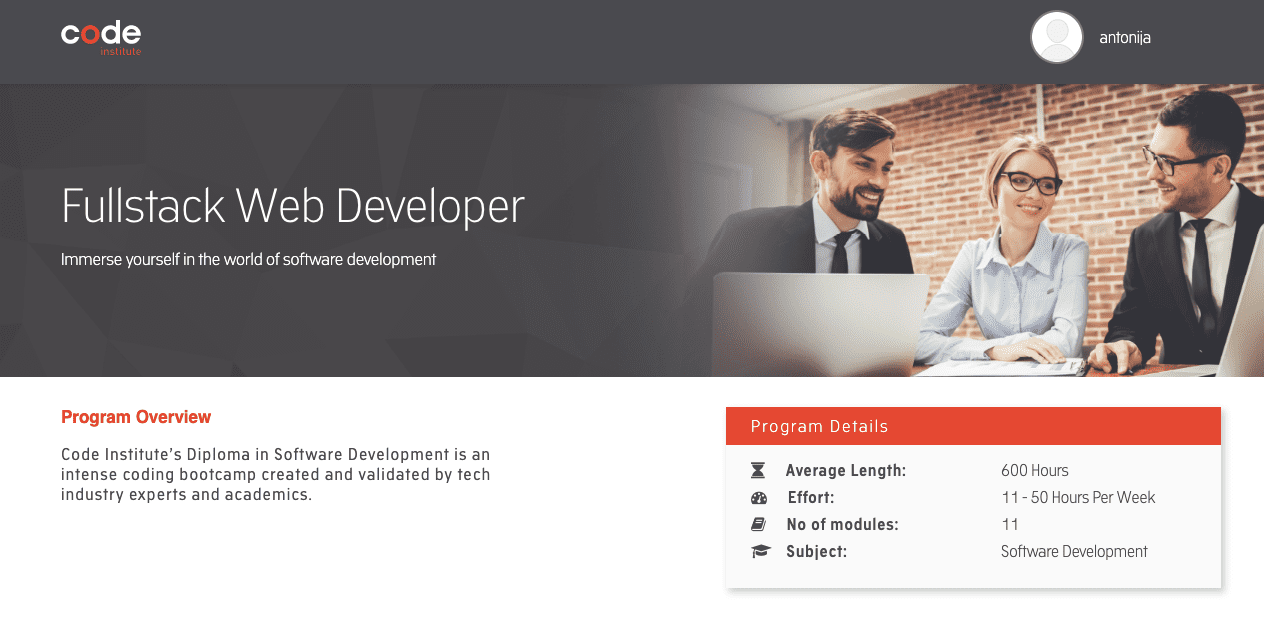 code
institute
antonija
Fullstack Web Developer
Immerse yourself in the world of software development
Program Overview
Code Institute's Diploma in Software Development is an
intense coding bootcamp created and validated by tech
industry experts and academics.
Program Details
Average Length: 600 Hours
Effort: 11 - 50 Hours Per Week
No of modules: 11
Subject: Software Development